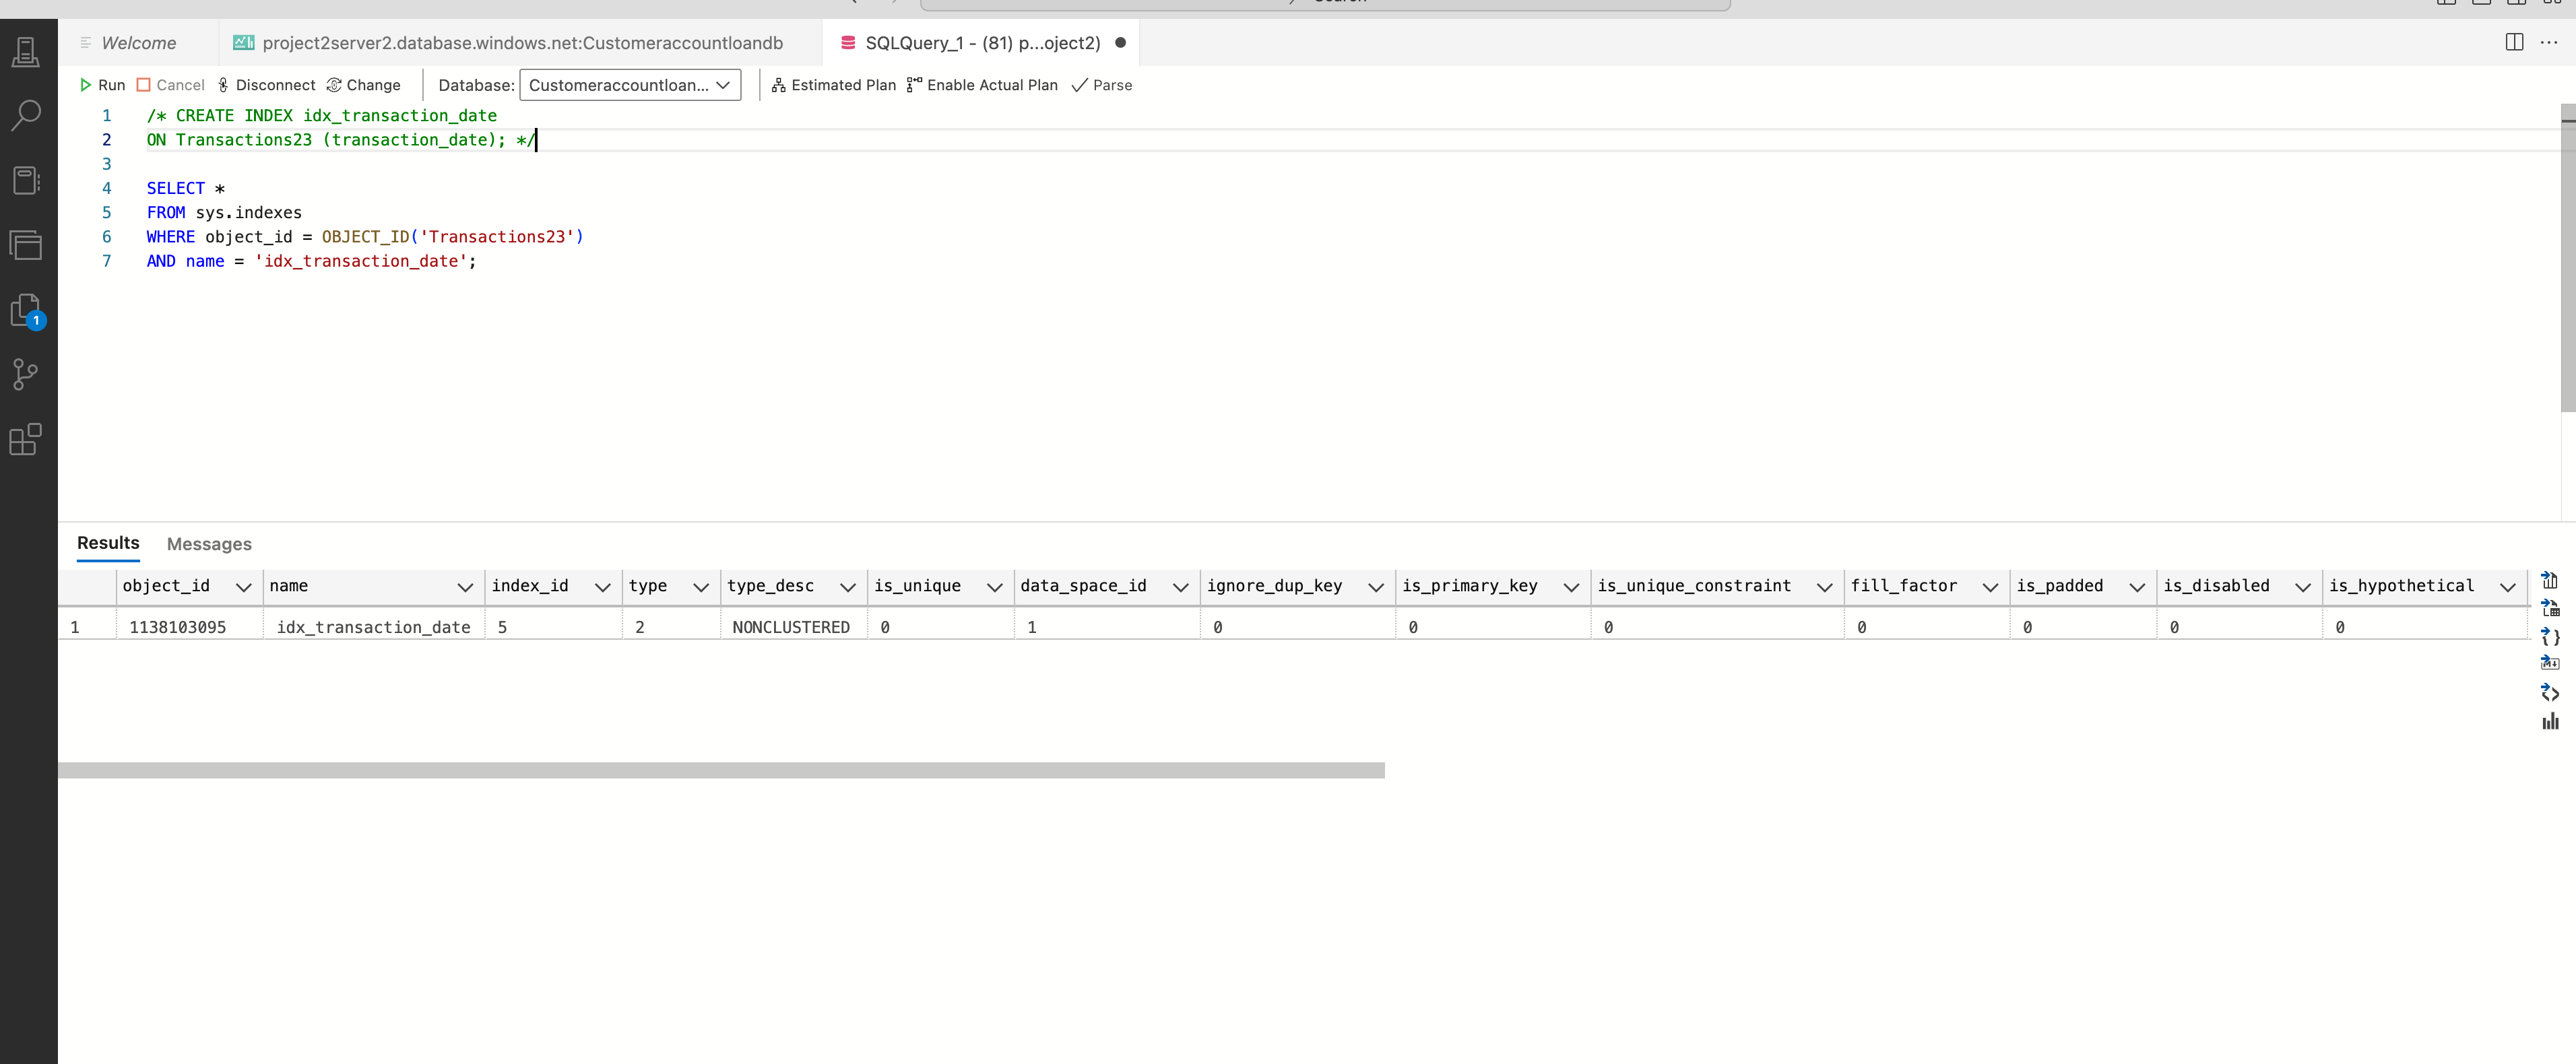 Welcome
project2server2.database.windows.net:Customeraccountloandb
SQLQuery_1 - (81) p...oject2)
Run Cancel Disconnect Change Database: Customeraccountloan... Estimated Plan Enable Actual Plan Parse
1 /* CREATE INDEX idx_transaction_date
2 ON Transactions23 (transaction_date); */
3
4 SELECT *
5 FROM sys.indexes
6 WHERE object_id = OBJECT_ID('Transactions23')
7 AND name = 'idx_transaction_date';
1
Results Messages
object_id name index_id type type_desc is_unique data_space_id ignore_dup_key is_primary_key is_unique_constraint fill_factor is_padded is_disabled is_hypothetical
1 1138103095 idx_transaction_date 5 2 NONCLUSTERED 0 1 0 0 0 0 0 0 0